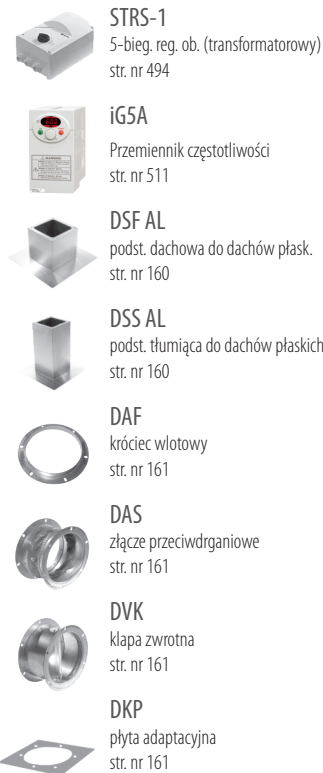 STRS-1
5-bieg. reg. ob. (transformatorowy)
str. nr 494
iG5A
Przemiennik częstotliwości
str. nr 511
DSF AL
podst. dachowa do dachów płask.
str. nr 160
DSS AL
podst. tłumiąca do dachów płaskich
str. nr 160
DAF
króciec wlotowy
str. nr 161
DAS
złącze przeciwdrganiowe
str. nr 161
DVK
klapa zwrotna
str. nr 161
DKP
płyta adaptacyjna
str. nr 161